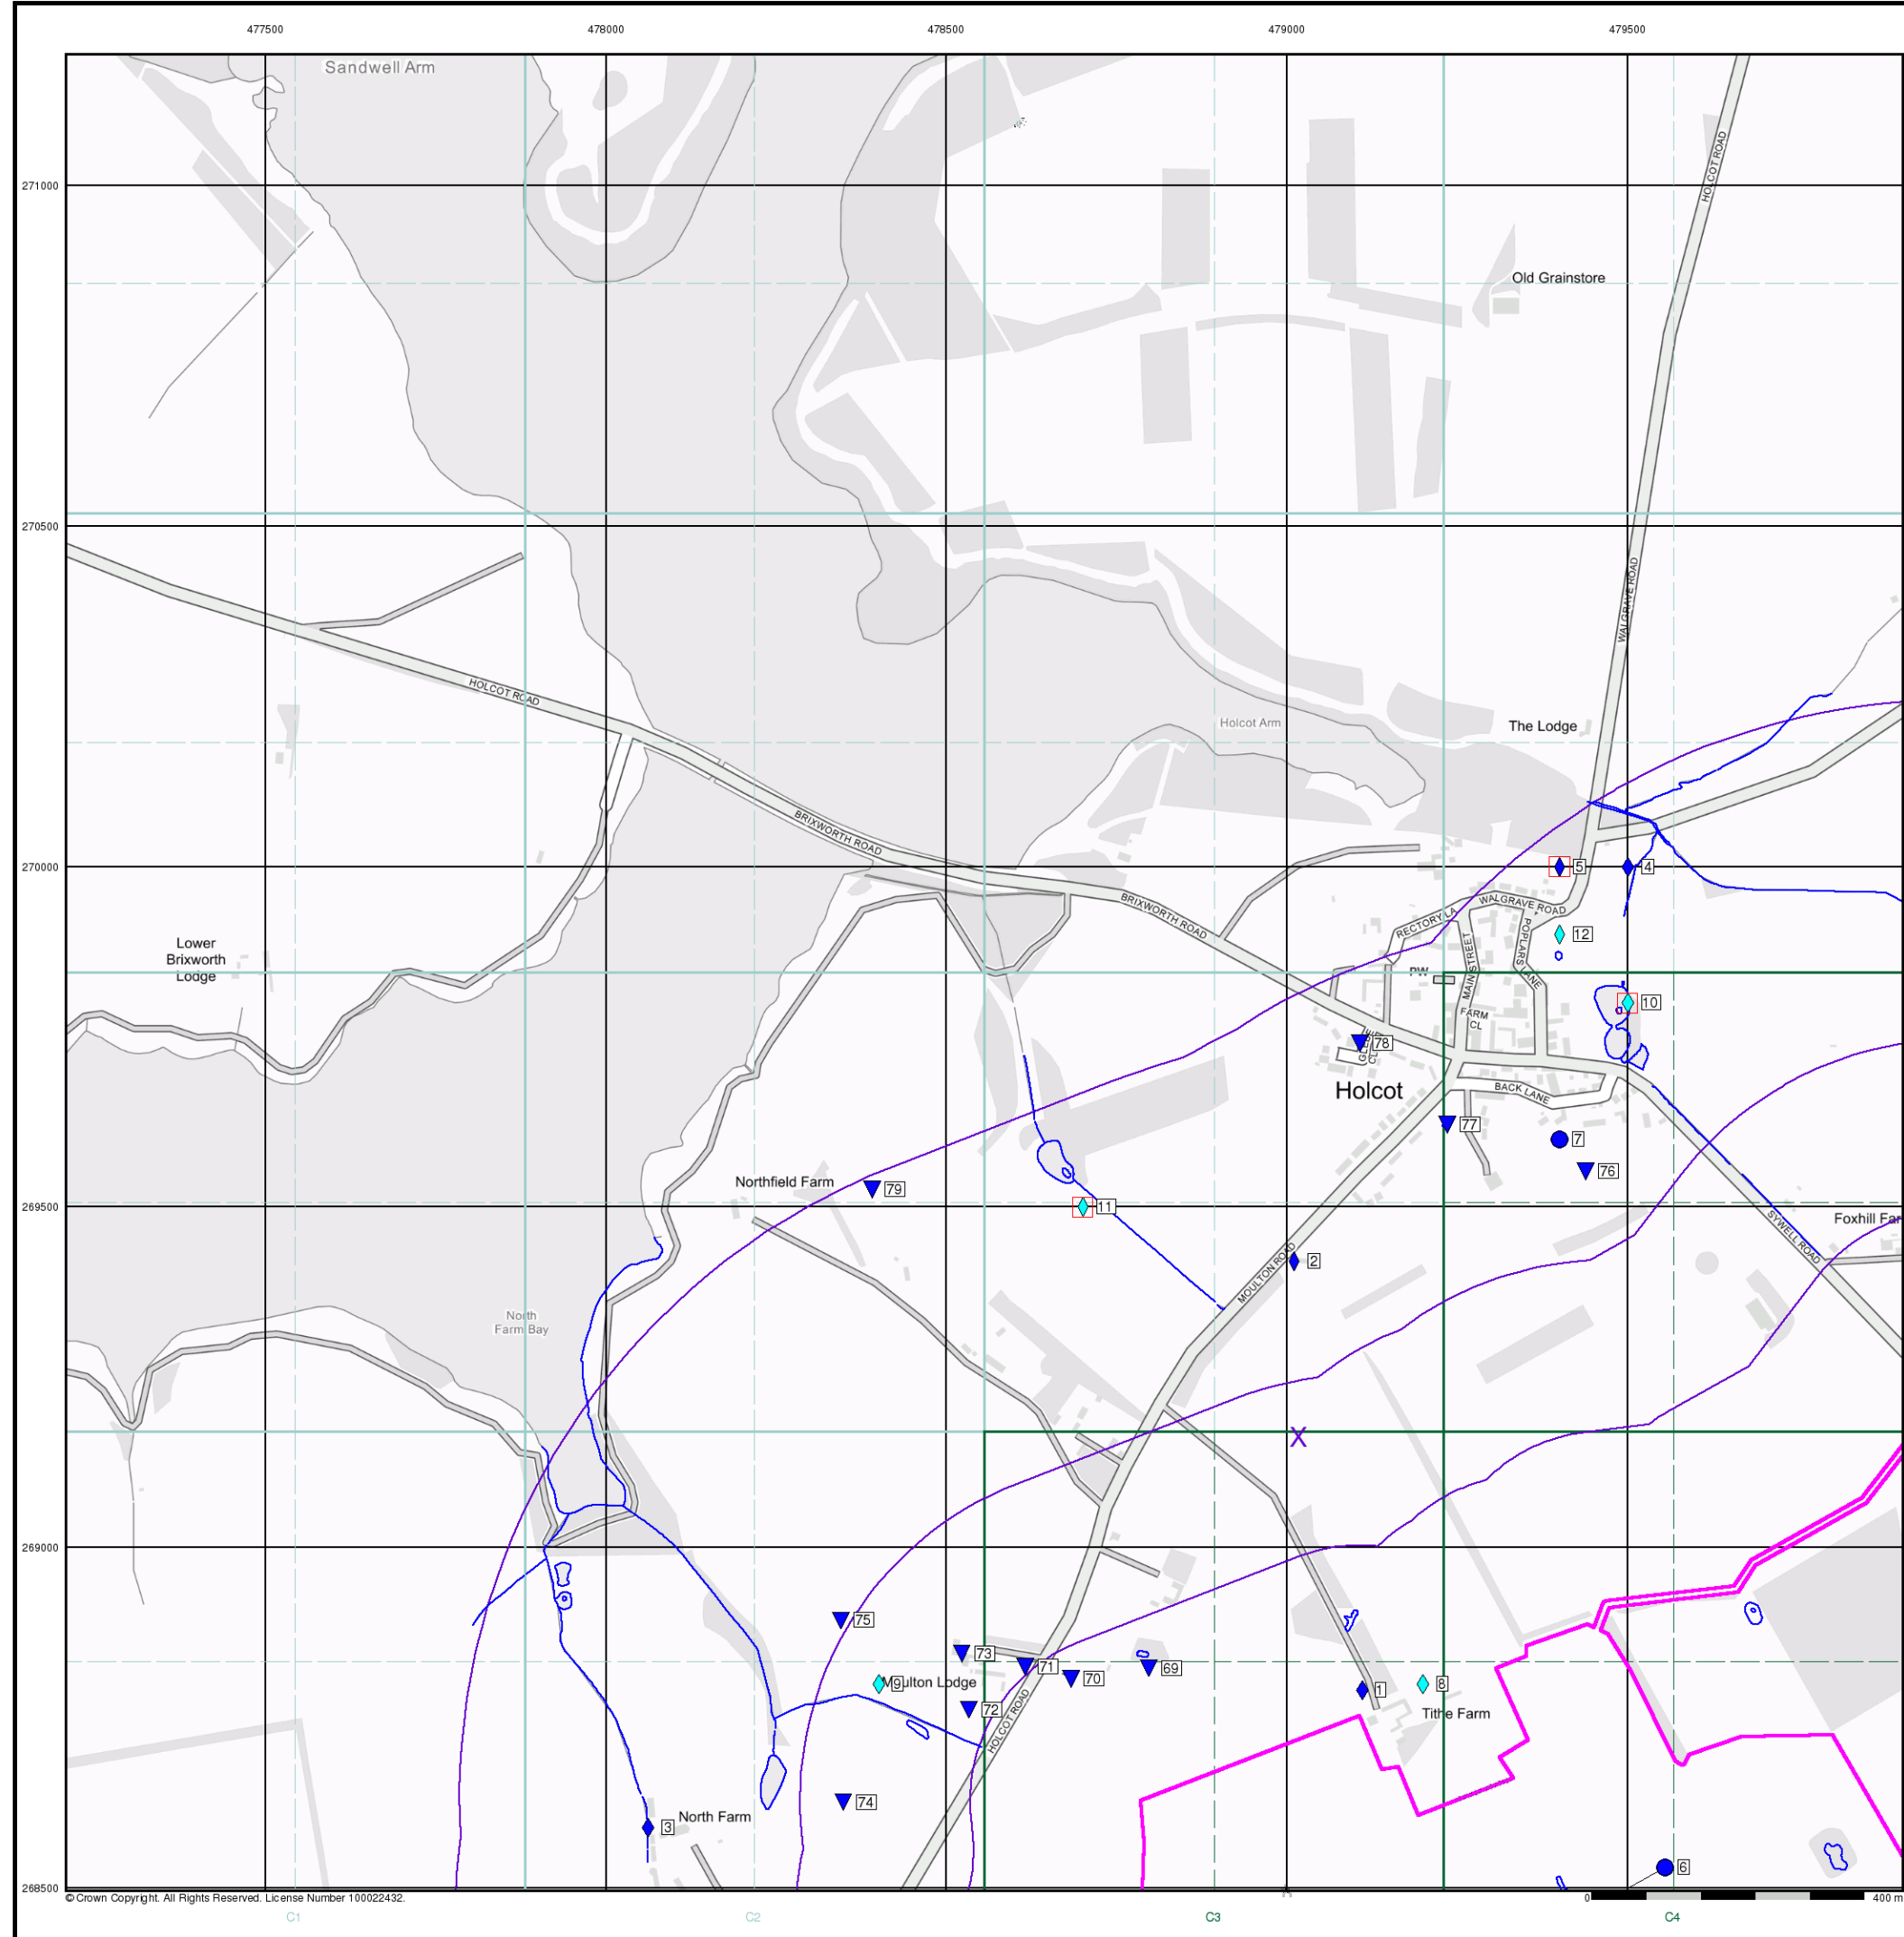 477500 478000 478500 479000 479500
Sandwell Arm
271000
HOLCOT ROAD
Old Grainstore
270500
WALGRAVE ROAD
HOLCOT ROAD
Holcot Arm
The Lodge
BRIXWORTH ROAD
270000
5
4
BRIXWORTH ROAD
WALGRAVE ROAD
RECTORY LA
POPLARS LANE
12
Lower
Brixworth
Lodge
PW
MAIN STREET
10
FARM
CL
78
GLEBE
CL
Holcot
BACK LANE
77
7
76
Northfield Farm
79
269500
11
SYWELL ROAD
2
MOULTON ROAD
North
Farm Bay
X
269000
75
73
71
70
69
9
Moulton Lodge
1
8
72
HOLCOT ROAD
Tithe Farm
74
North Farm
3
6
268500
© Crown Copyright. All Rights Reserved. License Number 100022432.
0 400 m
C1 C2 C3 C4